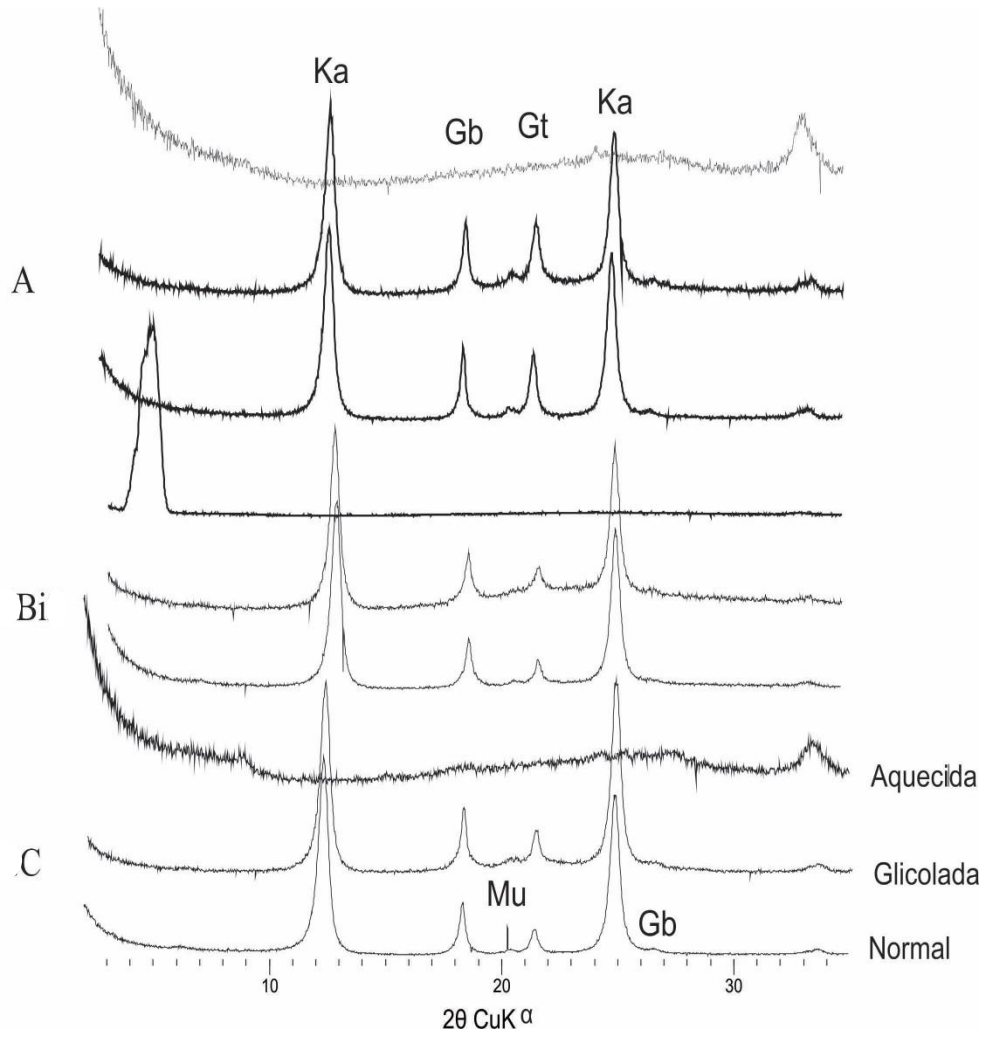 Ka
Ka
Gb
Gt
A
Bi
Aquecida
C
Glicolada
Mu
Gb
Normal
10
20
30
2θ CuK α